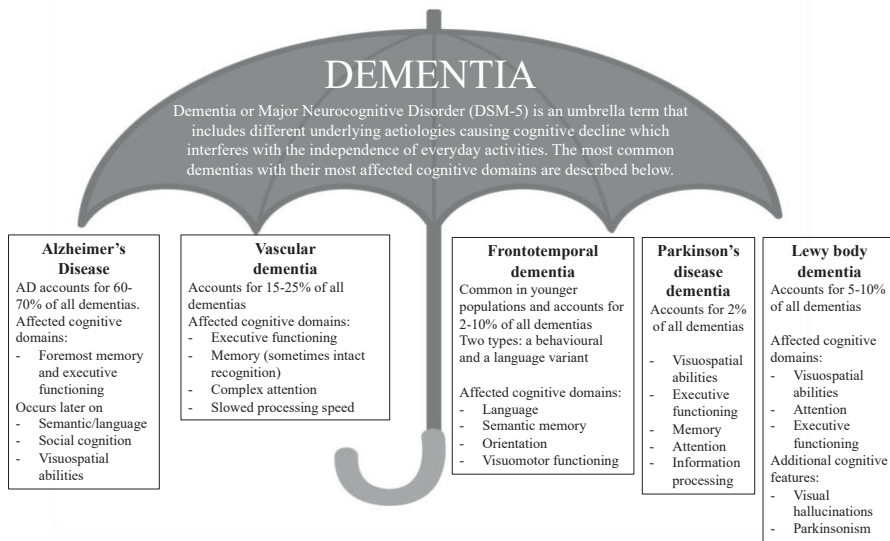 DEMENTIA
Dementia or Major Neurocognitive Disorder (DSM-5) is an umbrella term that
includes different underlying aetiologies causing cognitive decline which
interferes with the independence of everyday activities. The most common
dementias with their most affected cognitive domains are described below.
Alzheimer's
Disease
AD accounts for 60-
70% of all dementias.
Affected cognitive
domains:
- Foremost memory
and executive
functioning
Occurs later on
- Semantic/language
- Social cognition
- Visuospatial
abilities
Vascular
dementia
Accounts for 15-25% of all
dementias
Affected cognitive domains:
- Executive functioning
- Memory (sometimes intact
recognition)
- Complex attention
- Slowed processing speed
Frontotemporal
dementia
Common in younger
populations and accounts for
2-10% of all dementias
Two types: a behavioural
and a language variant
Affected cognitive domains:
- Language
- Semantic memory
- Orientation
- Visuomotor functioning
Parkinson's
disease
dementia
Accounts for 2%
of all dementias
- Visuospatial
abilities
- Executive
functioning
- Memory
- Attention
- Information
processing
Lewy body
dementia
Accounts for 5-10%
of all dementias
Affected cognitive
domains:
- Visuospatial
abilities
- Attention
- Executive
functioning
Additional cognitive
features:
- Visual
hallucinations
- Parkinsonism